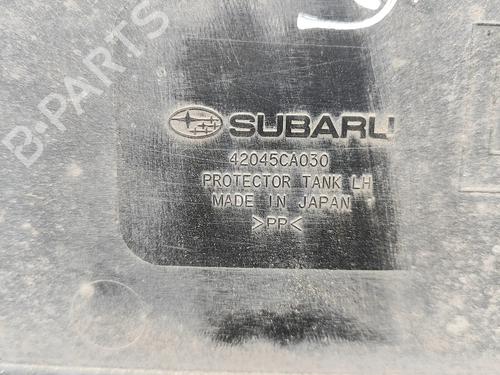 B-PARTS
SUBARU
42045CA030
PROTECTOR TANK LH
MADE IN JAPAN
>PP<